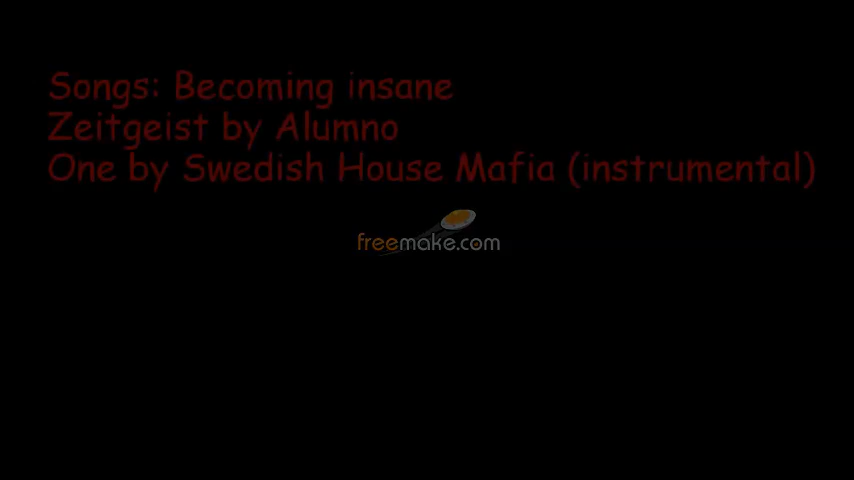 Songs: Becoming insane
Zeitgeist by Alumno
One by Swedish House Mafia (instrumental)
freemake.com